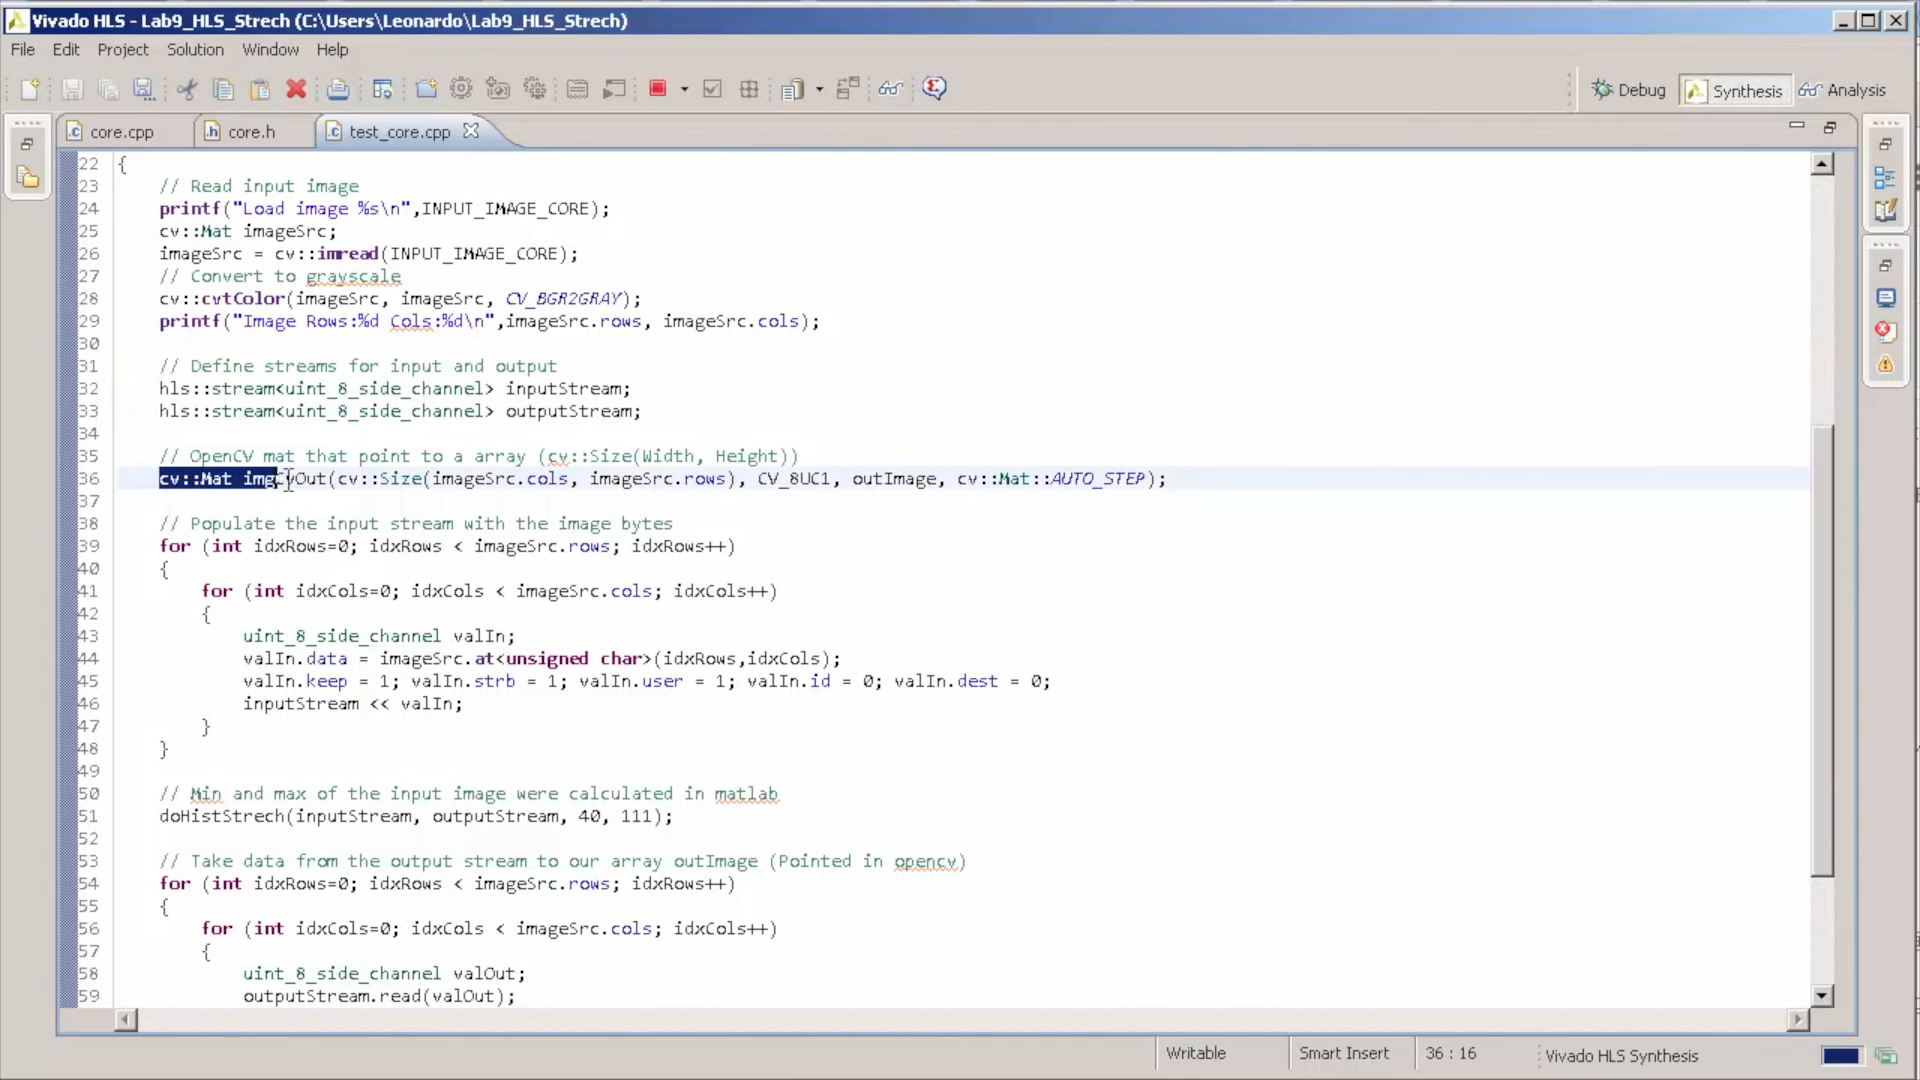 Vivado HLS - Lab9_HLS_Strech (C:\Users\Leonardo\Lab9_HLS_Strech)
File Edit Project Solution Window Help
Debug Synthesis Analysis
core.cpp core.h test_core.cpp
22 {
23 // Read input image
24 printf("Load image %s\n",INPUT_IMAGE_CORE);
25 cv::Mat imageSrc;
26 imageSrc = cv::imread(INPUT_IMAGE_CORE);
27 // Convert to grayscale
28 cv::cvtColor(imageSrc, imageSrc, CV_BGR2GRAY);
29 printf("Image Rows:%d Cols:%d\n",imageSrc.rows, imageSrc.cols);
30
31 // Define streams for input and output
32 hls::stream<uint_8_side_channel> inputStream;
33 hls::stream<uint_8_side_channel> outputStream;
34
35 // OpenCV mat that point to a array (cv::Size(Width, Height))
36 cv::Mat imgCvOut(cv::Size(imageSrc.cols, imageSrc.rows), CV_8UC1, outImage, cv::Mat::AUTO_STEP);
37
38 // Populate the input stream with the image bytes
39 for (int idxRows=0; idxRows < imageSrc.rows; idxRows++)
40 {
41 for (int idxCols=0; idxCols < imageSrc.cols; idxCols++)
42 {
43 uint_8_side_channel valIn;
44 valIn.data = imageSrc.at<unsigned char>(idxRows,idxCols);
45 valIn.keep = 1; valIn.strb = 1; valIn.user = 1; valIn.id = 0; valIn.dest = 0;
46 inputStream << valIn;
47 }
48 }
49
50 // Min and max of the input image were calculated in matlab
51 doHistStrech(inputStream, outputStream, 40, 111);
52
53 // Take data from the output stream to our array outImage (Pointed in opencv)
54 for (int idxRows=0; idxRows < imageSrc.rows; idxRows++)
55 {
56 for (int idxCols=0; idxCols < imageSrc.cols; idxCols++)
57 {
58 uint_8_side_channel valOut;
59 outputStream.read(valOut);
Writable Smart Insert 36 : 16 Vivado HLS Synthesis